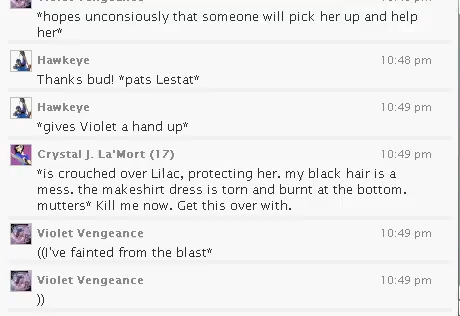 *hopes unconsiously that someone will pick her up and help
her*
Hawkeye 10:48 pm
Thanks bud! *pats Lestat*
Hawkeye 10:49 pm
*gives Violet a hand up*
Crystal J. La'Mort (17) 10:49 pm
*is crouched over Lilac, protecting her. my black hair is a
mess. the makeshirt dress is torn and burnt at the bottom.
mutters* Kill me now. Get this over with.
Violet Vengeance 10:49 pm
((I've fainted from the blast*
Violet Vengeance 10:49 pm
))